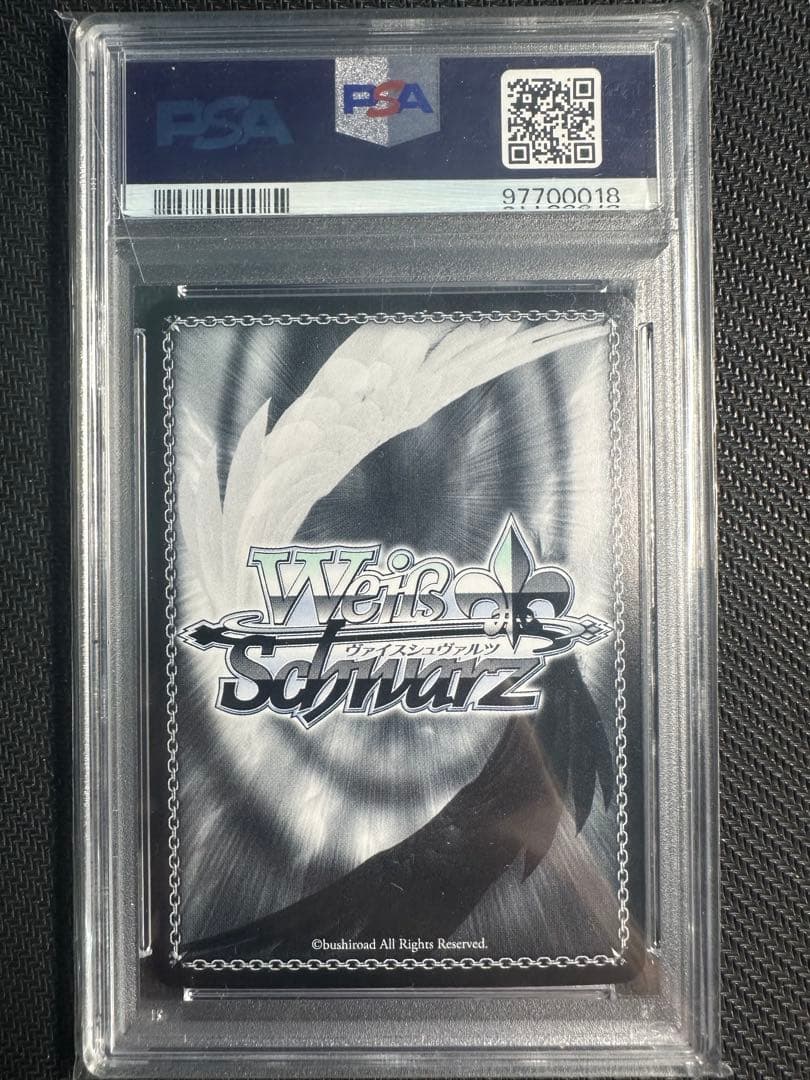 PSA
PSA
97700018
Weiß
ヴァイスシュヴァルツ
Schwarz
©bushiroad All Rights Reserved.